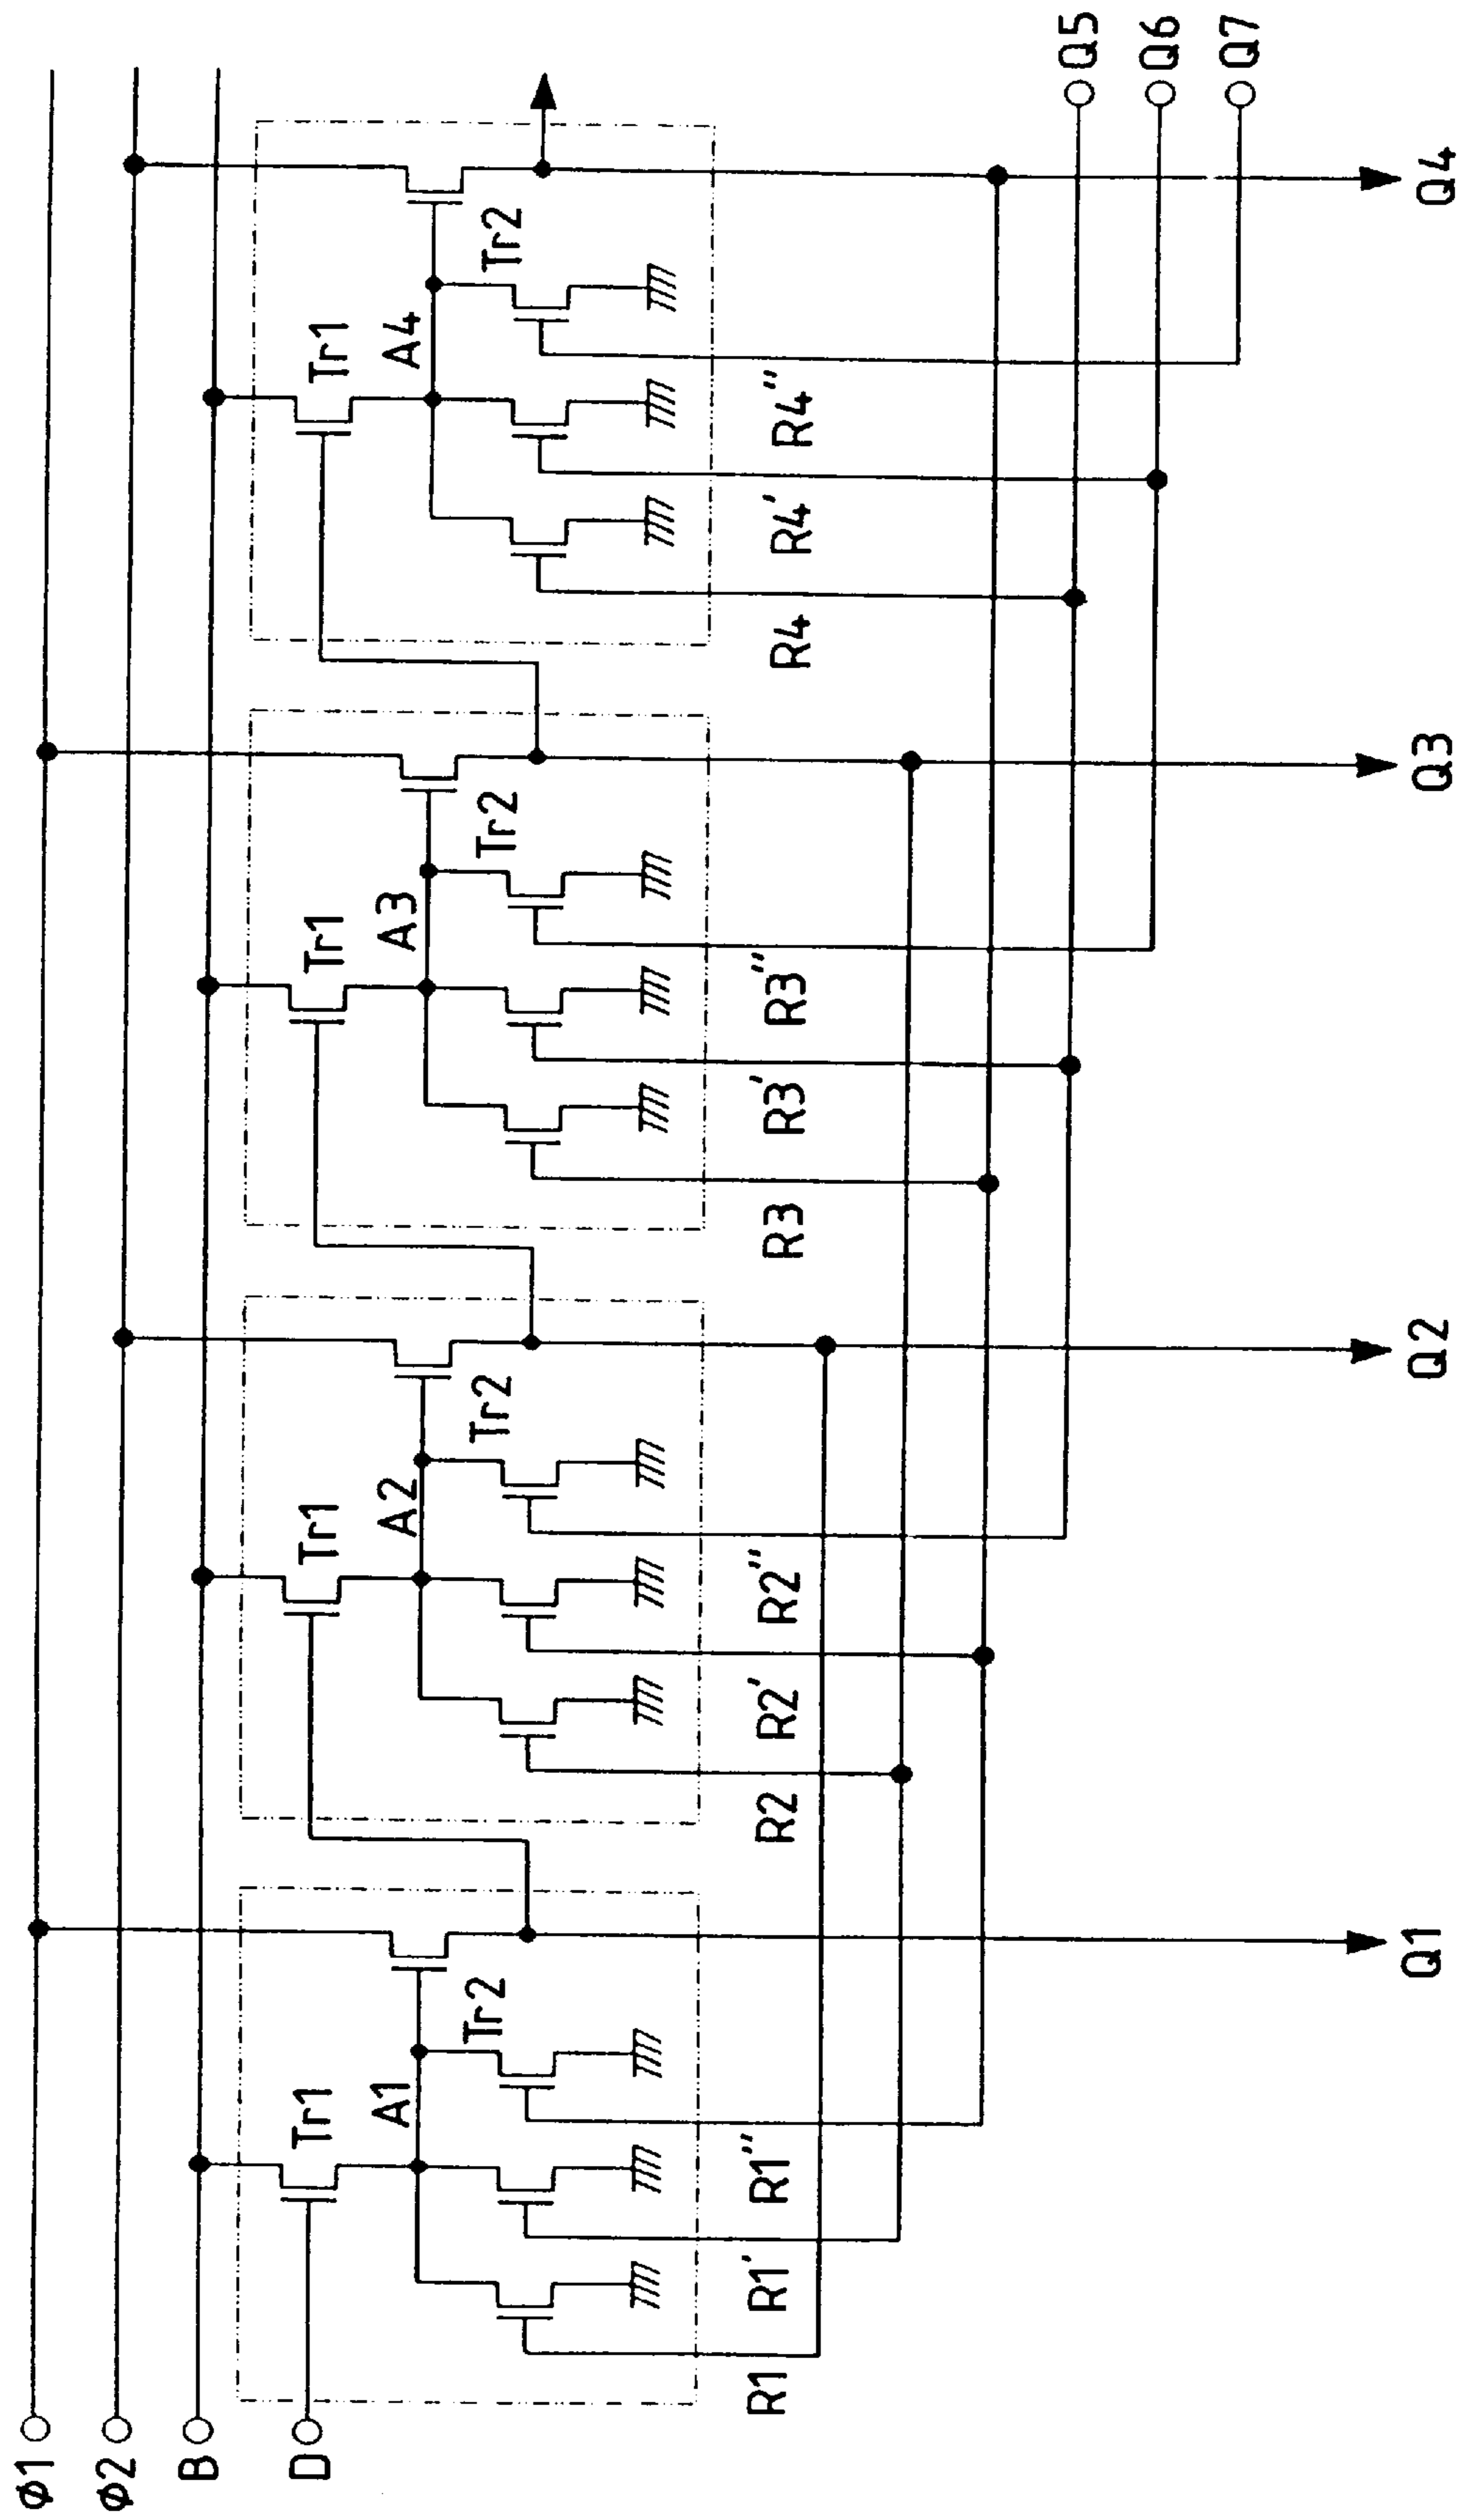 Φ1
Φ2
B
D
Tr1
A1
Tr2
R1
R1'
R1''
Q1
Tr1
A2
Tr2
R2
R2'
R2''
Q2
Tr1
A3
Tr2
R3
R3'
R3''
Q3
Tr1
A4
Tr2
R4
R4'
R4''
Q4
Q5
Q6
Q7